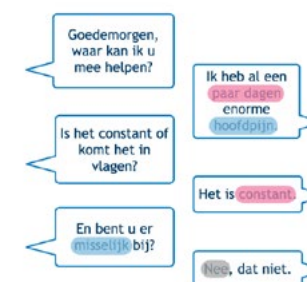 Goedemorgen,
waar kan ik u
mee helpen?
Ik heb al een
paar dagen
enorme
hoofdpijn.
Is het constant of
komt het in
vlagen?
Het is constant.
En bent u er
misselijk bij?
Nee, dat niet.